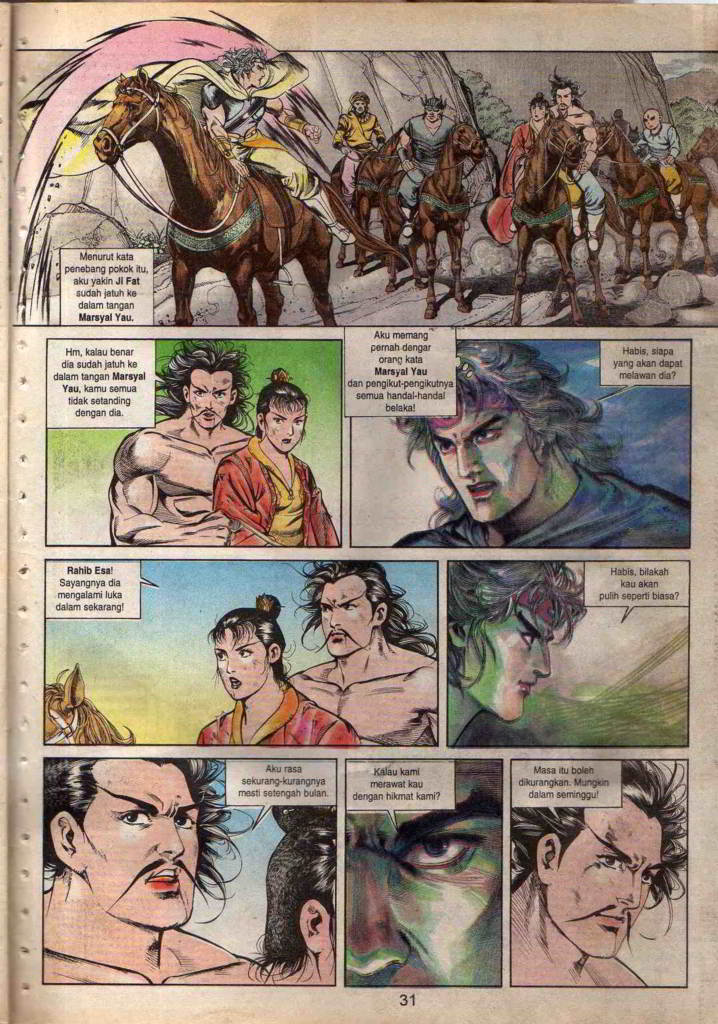 Menurut kata
penebang pokok itu,
aku yakin Ji Fat
sudah jatuh ke
dalam tangan
Marsyal Yau.
Hm, kalau benar
dia sudah jatuh ke
dalam tangan Marsyal
Yau, kamu semua
tidak setanding
dengan dia.
Aku memang
pernah dengar
orang kata
Marsyal Yau
dan pengikut-pengikutnya
semua handal-handal
belaka!
Habis, siapa
yang akan dapat
melawan dia?
Rahib Esa!
Sayangnya dia
mengalami luka
dalam sekarang!
Habis, bilakah
kau akan
pulih seperti biasa?
Aku rasa
sekurang-kurangnya
mesti setengah bulan.
Kalau kami
merawat kau
dengan hikmat kami?
Masa itu boleh
dikurangkan. Mungkin
dalam seminggu!
31